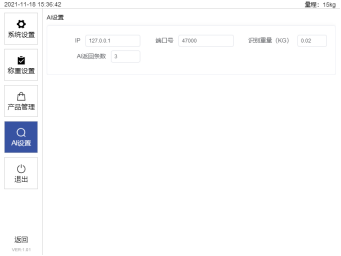 2021-11-18 15:36:42 量程：15kg
AI设置
系统设置
IP 127.0.0.1 端口号 47000 识别重量（KG） 0.02
AI返回条数 3
称重设置
产品管理
AI设置
退出
返回
VER:1.01